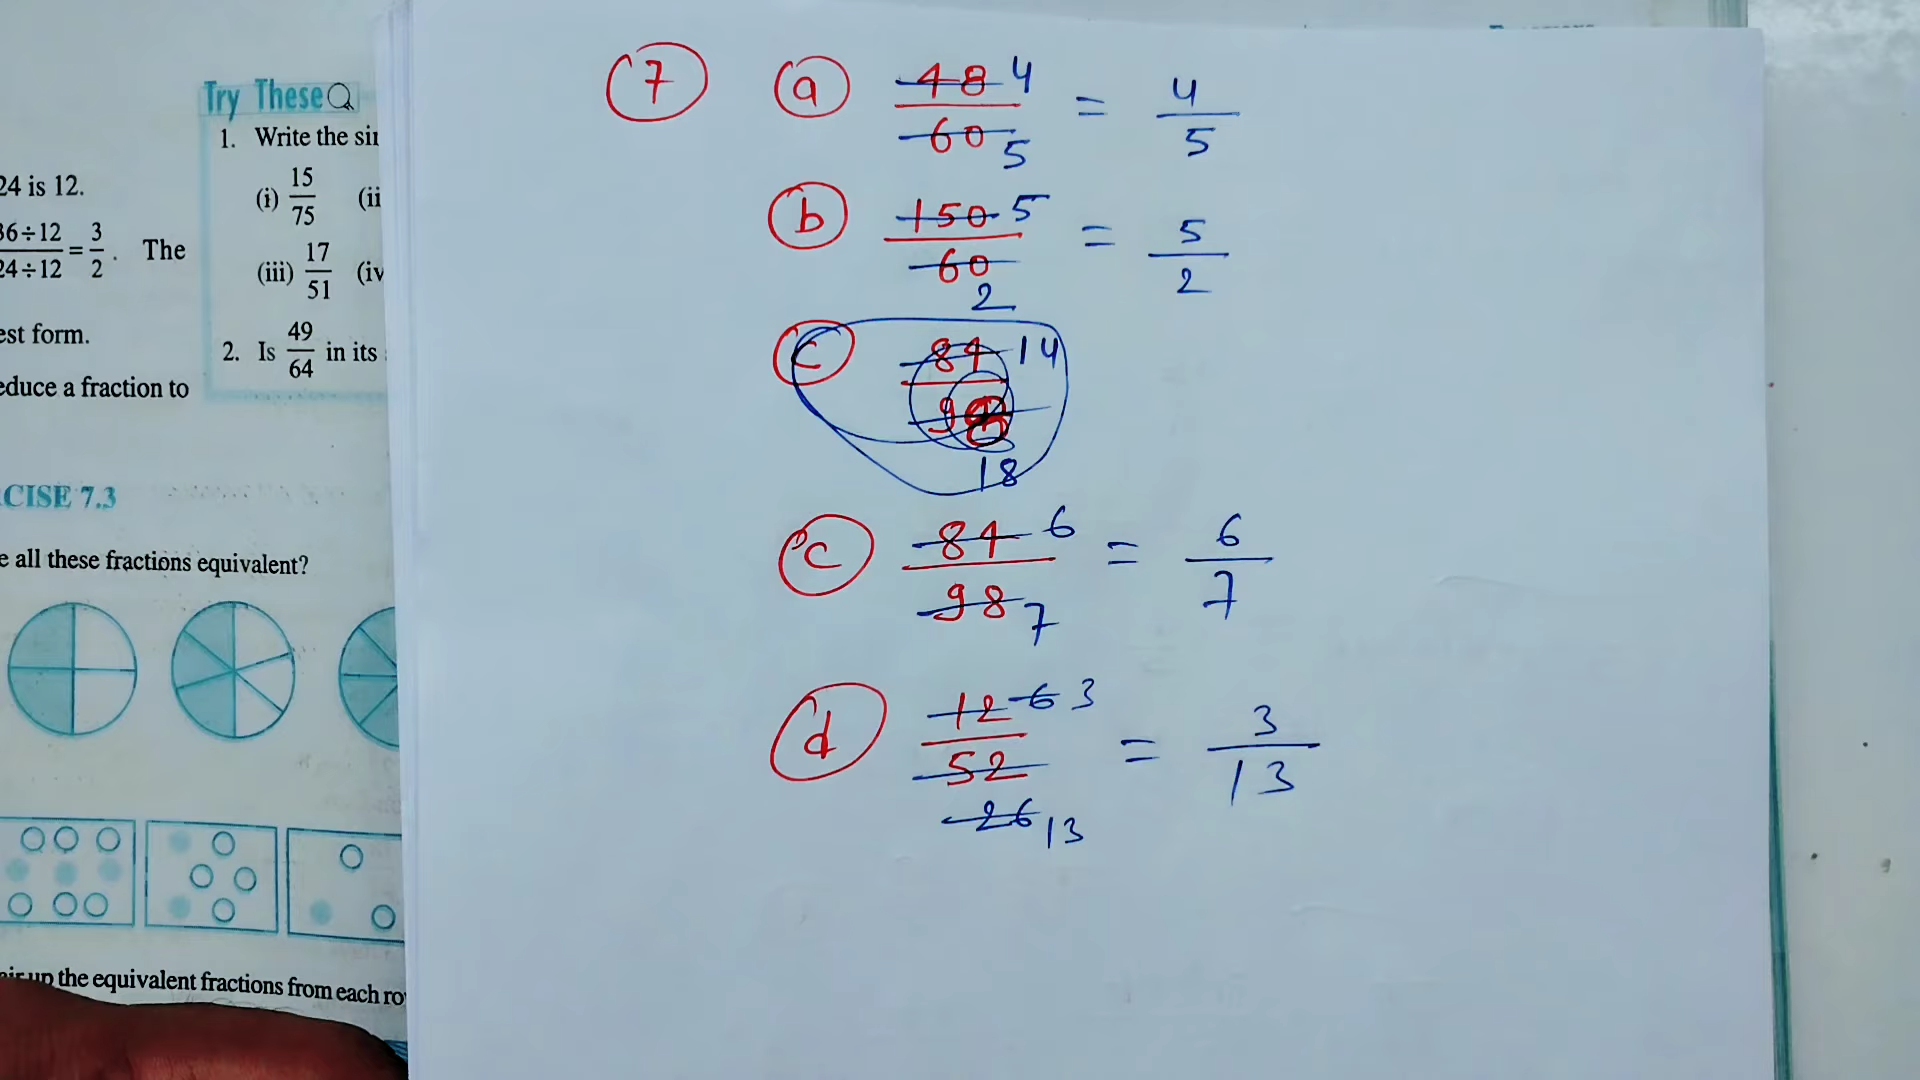 Try These
1. Write the sin
(i) 15/75 (ii
(iii) 17/51 (iv
2. Is 49/64 in its
24 is 12.
36÷12/24÷12 = 3/2 . The
est form.
educe a fraction to
CISE 7.3
e all these fractions equivalent?
up the equivalent fractions from each ro
7
a 48/60 4 5 = 4/5
b 150/60 5 2 = 5/2
c 84 14
18
c 84/98 6 7 = 6/7
d 12/52 6 3 26 13 = 3/13